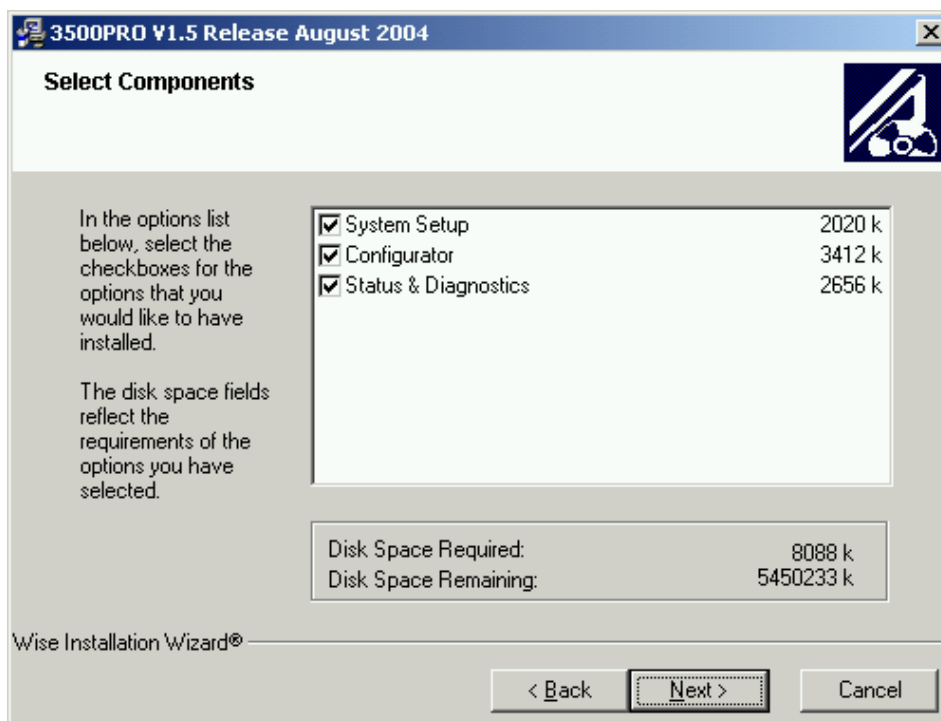 3500PRO V1.5 Release August 2004
Select Components
In the options list
below, select the
checkboxes for the
options that you
would like to have
installed.
The disk space fields
reflect the
requirements of the
options you have
selected.
System Setup 2020 k
Configurator 3412 k
Status & Diagnostics 2656 k
Disk Space Required: 8088 k
Disk Space Remaining: 5450233 k
Wise Installation Wizard®
< Back Next > Cancel